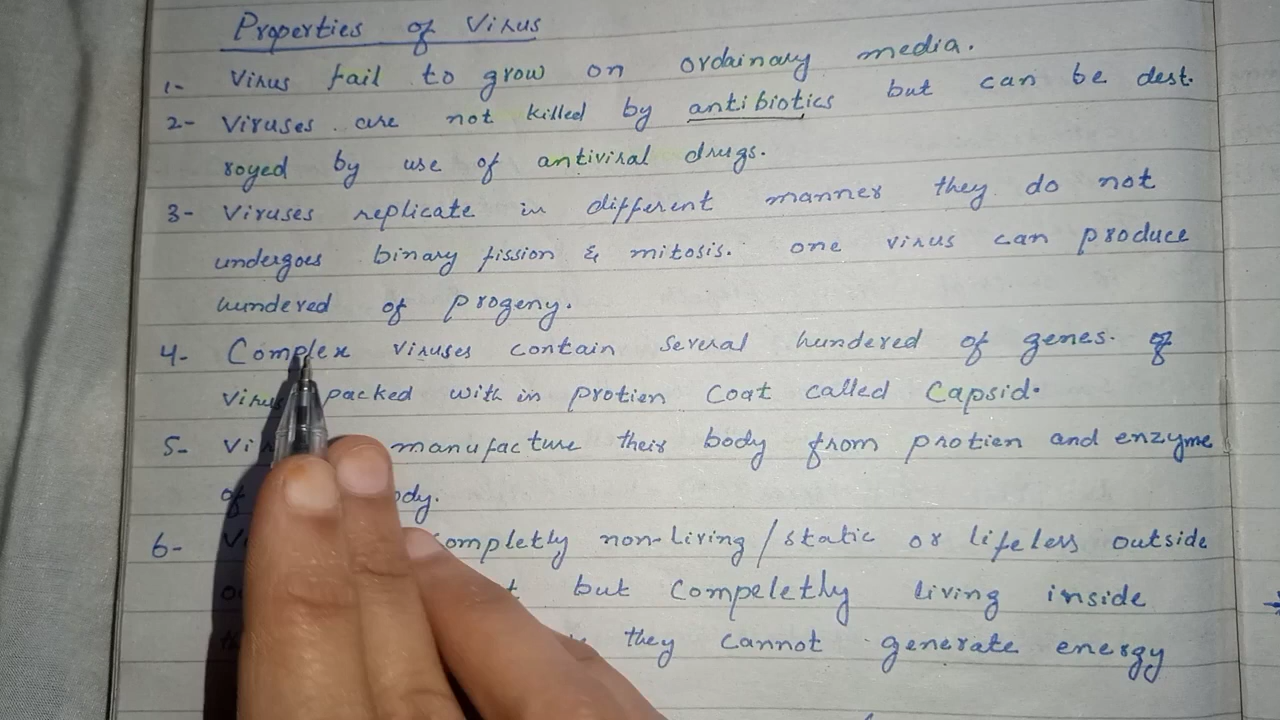 Properties of Virus
1- Virus fail to grow on ordainary media.
2- Viruses are not killed by antibiotics but can be dest.
royed by use of antiviral drugs.
3- Viruses replicate in different manner they do not
undergoes binary fission & mitosis. one virus can produce
hundered of progeny.
4- Complex viruses contain several hundered of genes. of
virus packed with in protien coat called Capsid.
5- manufacture their body from protien and enzyme
of ody.
6- completly non-living/static or lifeless outside
but compeletly living inside
they cannot generate energy